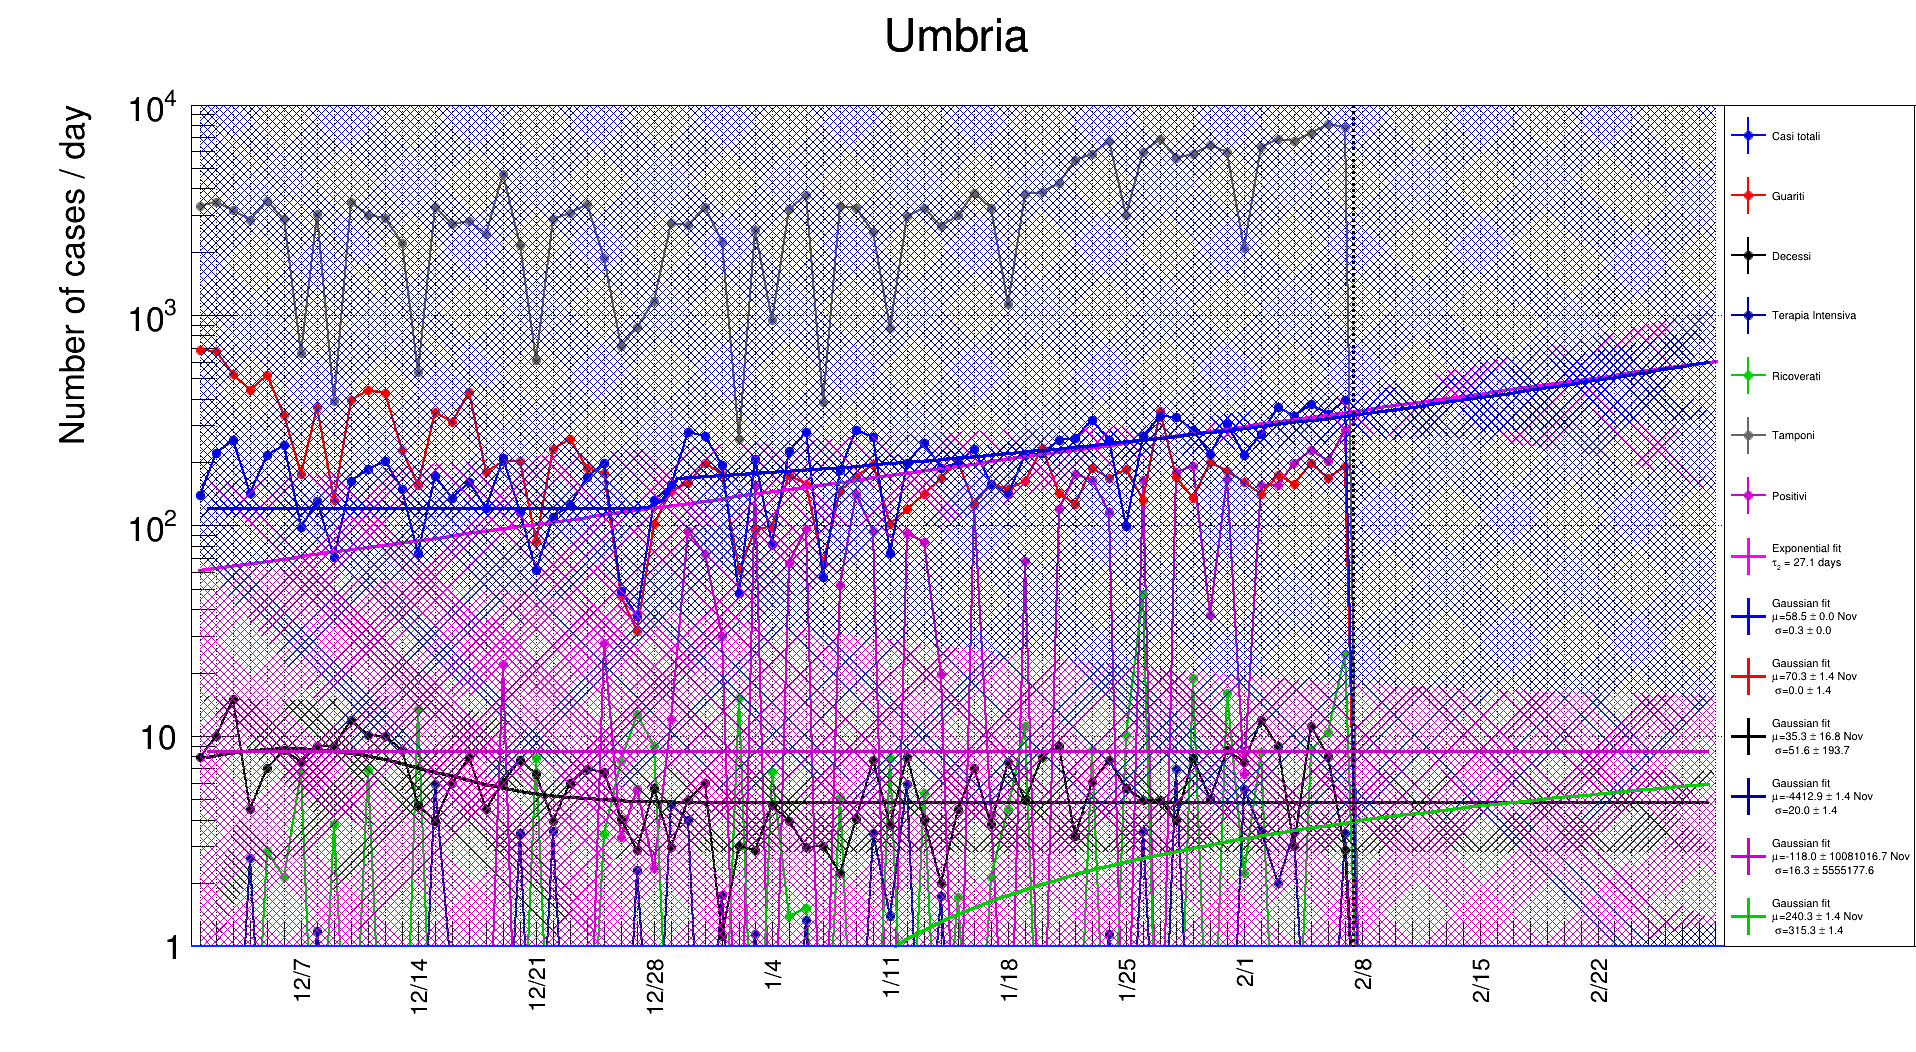 Umbria
Number of cases / day
10⁴
10³
10²
10
1
12/7
12/14
12/21
12/28
1/4
1/11
1/18
1/25
2/1
2/8
2/15
2/22
Casi totali
Guariti
Decessi
Terapia Intensiva
Ricoverati
Tamponi
Positivi
Exponential fit
τ₂ = 27.1 days
Gaussian fit
μ=58.5 ± 0.0 Nov
σ=0.3 ± 0.0
Gaussian fit
μ=70.3 ± 1.4 Nov
σ=0.0 ± 1.4
Gaussian fit
μ=35.3 ± 16.8 Nov
σ=51.6 ± 193.7
Gaussian fit
μ=-4412.9 ± 1.4 Nov
σ=20.0 ± 1.4
Gaussian fit
μ=-118.0 ± 10081016.7 Nov
σ=16.3 ± 5555177.6
Gaussian fit
μ=240.3 ± 1.4 Nov
σ=315.3 ± 1.4